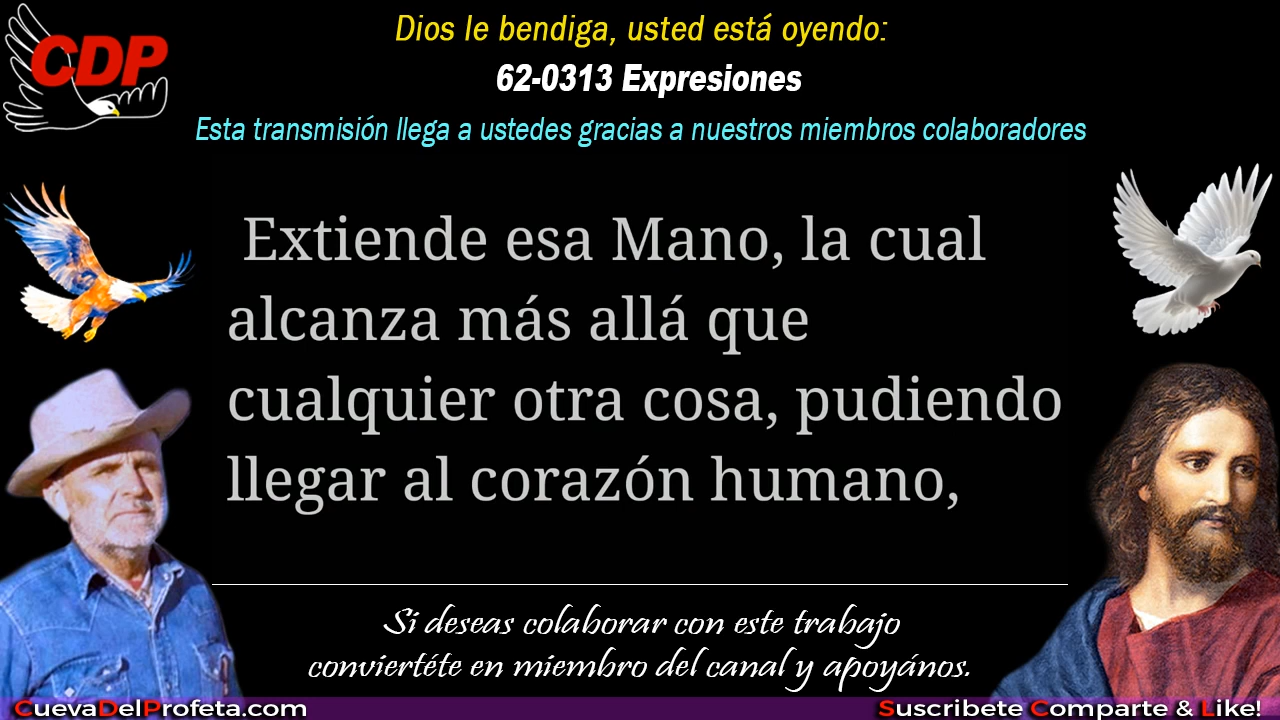 CDP
Dios le bendiga, usted está oyendo:
62-0313 Expresiones
Esta transmisión llega a ustedes gracias a nuestros miembros colaboradores
Extiende esa Mano, la cual
alcanza más allá que
cualquier otra cosa, pudiendo
llegar al corazón humano,
Si deseas colaborar con este trabajo
conviertéte en miembro del canal y apoyános.
CuevaDelProfeta.com
Suscribete Comparte & Like!